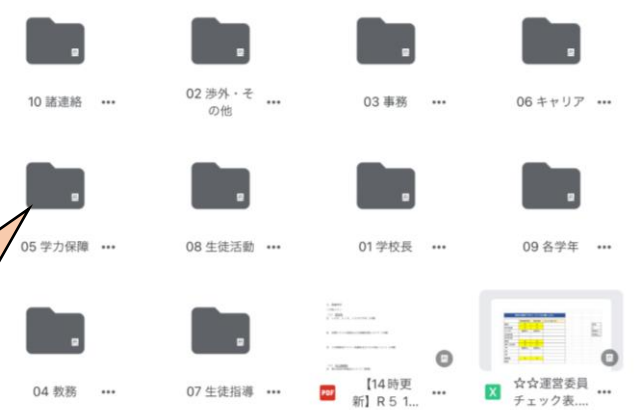 10 諸連絡
02 渉外・そ
の他
03 事務
06 キャリア
05 学力保障
08 生徒活動
01 学校長
09 各学年
04 教務
07 生徒指導
PDF
【14時更
新】R 5 1...
X
☆☆運営委員
チェック表....